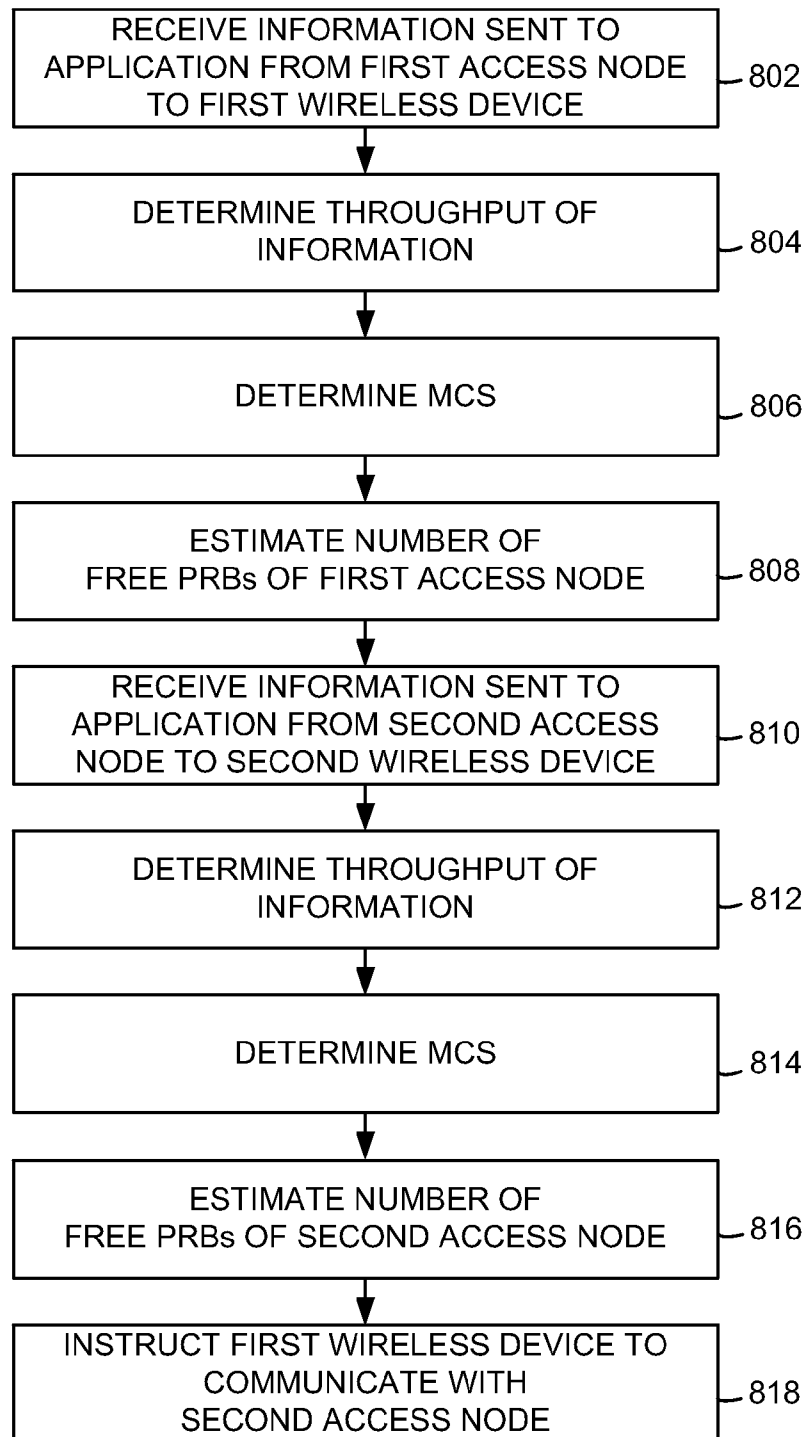 RECEIVE INFORMATION SENT TO
APPLICATION FROM FIRST ACCESS NODE
TO FIRST WIRELESS DEVICE
802
DETERMINE THROUGHPUT OF
INFORMATION
804
DETERMINE MCS
806
ESTIMATE NUMBER OF
FREE PRBs OF FIRST ACCESS NODE
808
RECEIVE INFORMATION SENT TO
APPLICATION FROM SECOND ACCESS
NODE TO SECOND WIRELESS DEVICE
810
DETERMINE THROUGHPUT OF
INFORMATION
812
DETERMINE MCS
814
ESTIMATE NUMBER OF
FREE PRBs OF SECOND ACCESS NODE
816
INSTRUCT FIRST WIRELESS DEVICE TO
COMMUNICATE WITH
SECOND ACCESS NODE
818